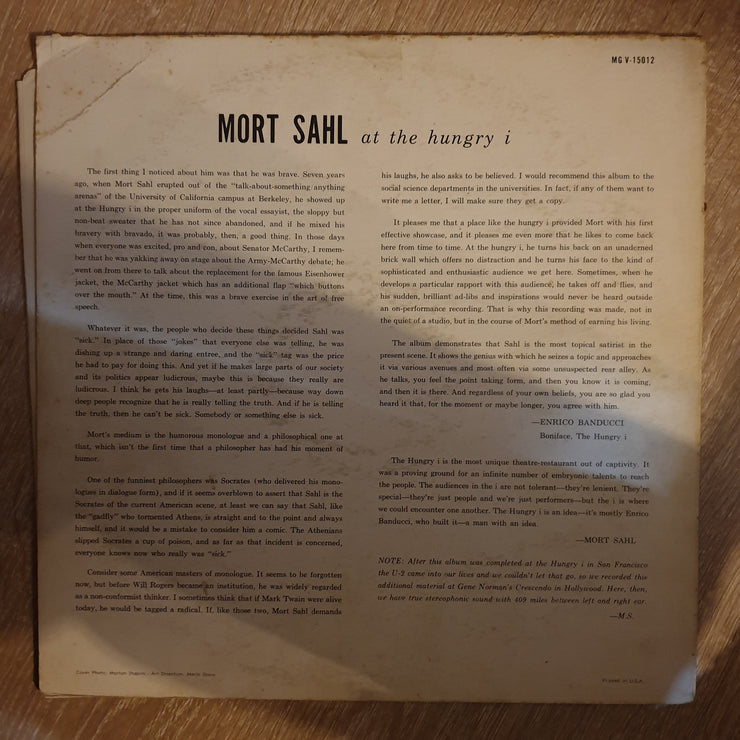 MG V-15012
MORT SAHL at the hungry i
The first thing I noticed about him was that he was brave. Seven years
ago, when Mort Sahl erupted out of the "talk-about-something anything
arenas" of the University of California campus at Berkeley, he showed up
at the Hungry i in the proper uniform of the vocal essayist, the sloppy but
non-beat sweater that he has not since abandoned, and if he mixed his
bravery with bravado, it was probably, then, a good thing. In those days
when everyone was excited, pro and con, about Senator McCarthy, I remem-
ber that he was yakking away on stage about the Army-McCarthy debate; he
went on from there to talk about the replacement for the famous Eisenhower
jacket, the McCarthy jacket which has an additional flap "which buttons
over the mouth." At the time, this was a brave exercise in the art of free
speech.
Whatever it was, the people who decide these things decided Sahl was
"sick." In place of those "jokes" that everyone else was telling, he was
dishing up a strange and daring entree, and the "sick" tag was the price
he had to pay for doing this. And yet if he makes large parts of our society
and its politics appear ludicrous, maybe this is because they really are
ludicrous. I think he gets his laughs—at least partly—because way down
deep people recognize that he is really telling the truth. And if he is telling
the truth, then he can't be sick. Somebody or something else is sick.
Mort's medium is the humorous monologue and a philosophical one at
that, which isn't the first time that a philosopher has had his moment of
humor.
One of the funniest philosophers was Socrates (who delivered his mono-
logues in dialogue form), and if it seems overblown to assert that Sahl is the
Socrates of the current American scene, at least we can say that Sahl, like
the "gadfly" who tormented Athens, is straight and to the point and always
himself, and it would be a mistake to consider him a comic. The Athenians
slipped Socrates a cup of poison, and as far as that incident is concerned,
everyone knows now who really was "sick."
Consider some American masters of monologue. It seems to be forgotten
now, but before Will Rogers became an institution, he was widely regarded
as a non-conformist thinker. I sometimes think that if Mark Twain were alive
today, he would be tagged a radical. If, like those two, Mort Sahl demands
his laughs, he also asks to be believed. I would recommend this album to the
social science departments in the universities. In fact, if any of them want to
write me a letter, I will make sure they get a copy.
It pleases me that a place like the hungry i provided Mort with his first
effective showcase, and it pleases me even more that he likes to come back
here from time to time. At the hungry i, he turns his back on an unadorned
brick wall which offers no distraction and he turns his face to the kind of
sophisticated and enthusiastic audience we get here. Sometimes, when he
develops a particular rapport with this audience, he takes off and flies, and
his sudden, brilliant ad-libs and inspirations would never be heard outside
an on-performance recording. That is why this recording was made, not in
the quiet of a studio, but in the course of Mort's method of earning his living.
The album demonstrates that Sahl is the most topical satirist in the
present scene. It shows the genius with which he seizes a topic and approaches
it via various avenues and most often via some unsuspected rear alley. As
he talks, you feel the point taking form, and then you know it is coming,
and then it is there. And regardless of your own beliefs, you are so glad you
heard it that, for the moment or maybe longer, you agree with him.
—ENRICO BANDUCCI
Boniface, The Hungry i
The Hungry i is the most unique theatre-restaurant out of captivity. It
was a proving ground for an infinite number of embryonic talents to reach
the people. The audiences in the i are not tolerant—they're lenient. They're
special—they're just people and we're just performers—but the i is where
we could encounter one another. The Hungry i is an idea—it's mostly Enrico
Banducci, who built it—a man with an idea.
—MORT SAHL
NOTE: After this album was completed at the Hungry i in San Francisco
the U-2 came into our lives and we couldn't let that go, so we recorded this
additional material at Gene Norman's Crescendo in Hollywood. Here, then,
we have true stereophonic sound with 409 miles between left and right ear.
—M.S.
Cover Photo: Morton Shapiro · Art Direction: Merle Shore
Printed in U.S.A.